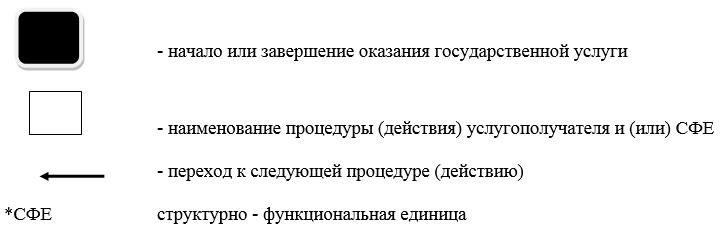 - начало или завершение оказания государственной услуги
- наименование процедуры (действия) услугополучателя и (или) СФЕ
- переход к следующей процедуре (действию)
*СФЕ структурно - функциональная единица